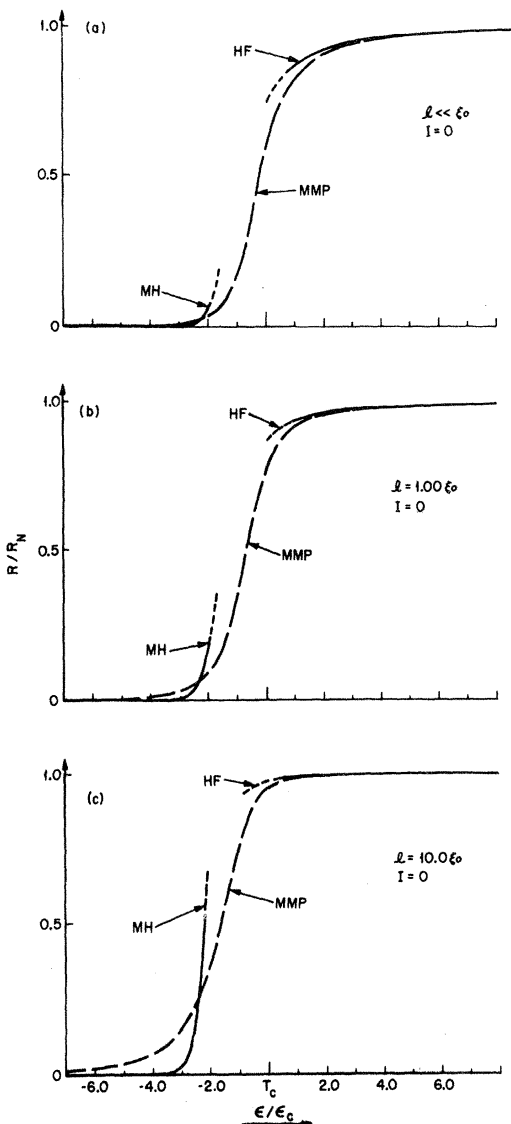 1.0
(a)
HF
ℓ << ξ₀
I = 0
0.5
MMP
MH
0
1.0
(b)
HF
ℓ = 1.00 ξ₀
I = 0
0.5
MMP
R/R_N
MH
0
1.0
(c)
HF
ℓ = 10.0 ξ₀
I = 0
MMP
0.5
MH
0
-6.0 -4.0 -2.0 T_C 2.0 4.0 6.0
ϵ/ϵ_C